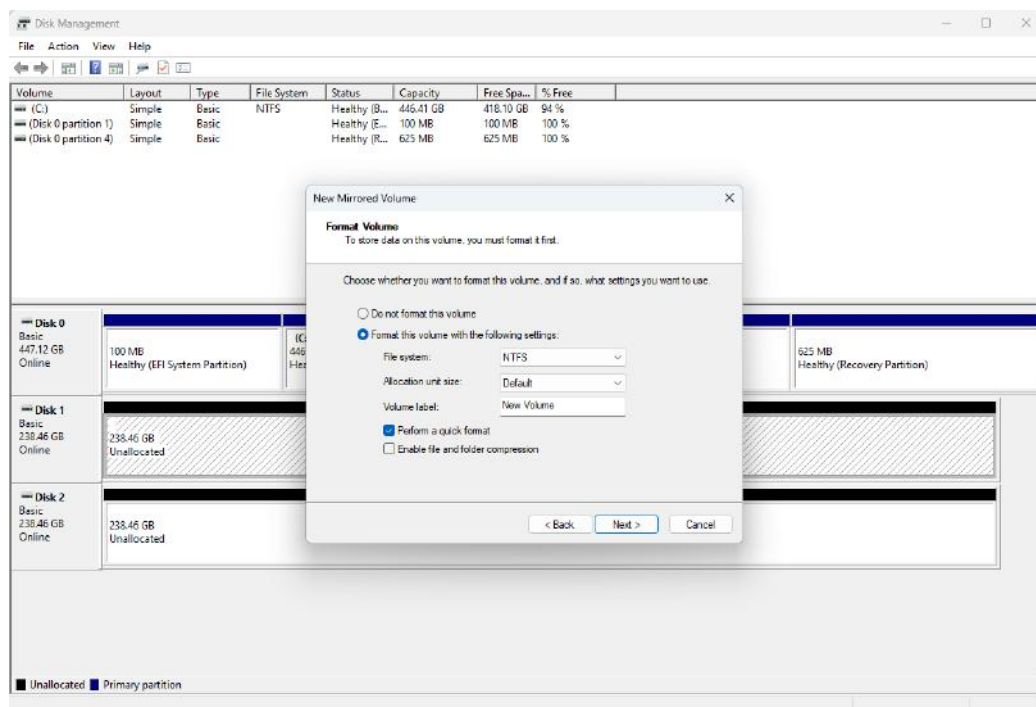 Disk Management
File Action View Help
Volume Layout Type File System Status Capacity Free Spa... % Free
(C:) Simple Basic NTFS Healthy (B... 446.41 GB 418.10 GB 94 %
(Disk 0 partition 1) Simple Basic Healthy (E... 100 MB 100 MB 100 %
(Disk 0 partition 4) Simple Basic Healthy (R... 625 MB 625 MB 100 %
New Mirrored Volume
Format Volume
To store data on this volume, you must format it first.
Choose whether you want to format this volume, and if so, what settings you want to use.
Do not format this volume
Format this volume with the following settings:
File system: NTFS
Allocation unit size: Default
Volume label: New Volume
Perform a quick format
Enable file and folder compression
< Back Next > Cancel
Disk 0
Basic
447.12 GB
Online
100 MB
Healthy (EFI System Partition)
(C
446
Hea
625 MB
Healthy (Recovery Partition)
Disk 1
Basic
238.46 GB
Online
238.46 GB
Unallocated
Disk 2
Basic
238.46 GB
Online
238.46 GB
Unallocated
Unallocated Primary partition